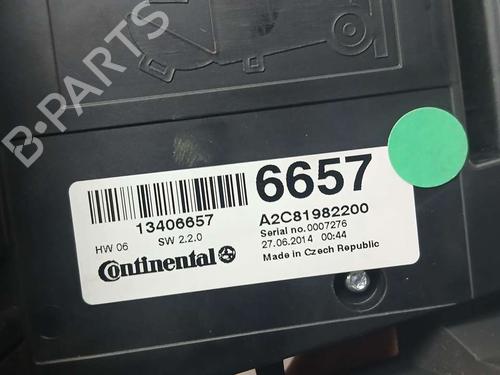 B-PARTS
6657
13406657
A2C81982200
HW 06
SW 2.2.0
Serial no.0007276
27.06.2014 00:44
Continental
Made in Czech Republic